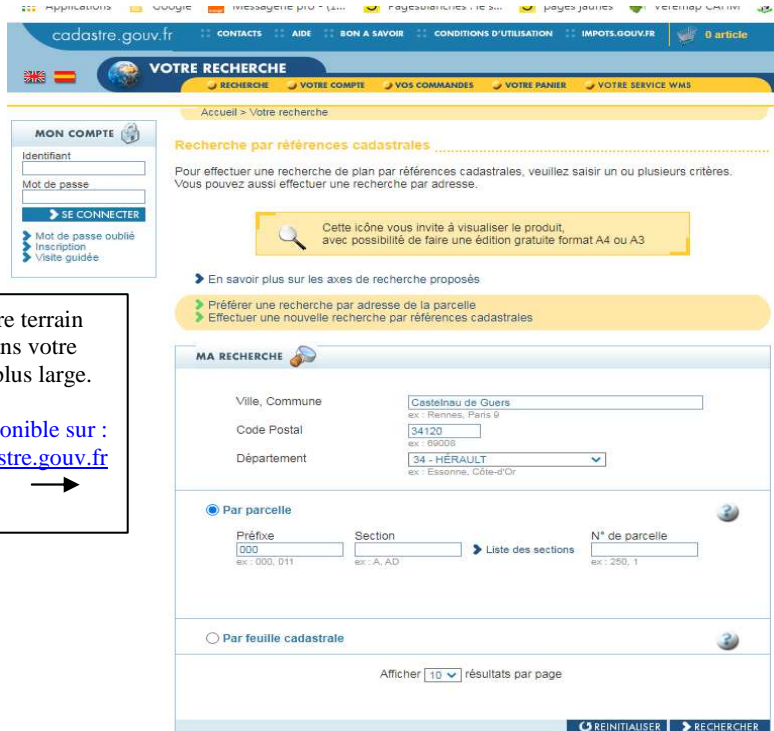 Applications
Google
Messagerie pro - (1...
PagesBlanches : le s...
pages jaunes
cadastre.gouv.fr
:: CONTACTS :: AIDE :: BON A SAVOIR :: CONDITIONS D'UTILISATION :: IMPOTS.GOUV.FR
0 article
VOTRE RECHERCHE
RECHERCHE VOTRE COMPTE VOS COMMANDES VOTRE PANIER VOTRE SERVICE WMS
Accueil > Votre recherche
MON COMPTE
Identifiant
Mot de passe
SE CONNECTER
Mot de passe oublié
Inscription
Visite guidée
Recherche par références cadastrales
Pour effectuer une recherche de plan par références cadastrales, veuillez saisir un ou plusieurs critères.
Vous pouvez aussi effectuer une recherche par adresse.
Cette icône vous invite à visualiser le produit,
avec possibilité de faire une édition gratuite format A4 ou A3
En savoir plus sur les axes de recherche proposés
Préférer une recherche par adresse de la parcelle
Effectuer une nouvelle recherche par références cadastrales
re terrain
ns votre
plus large.
onible sur :
stre.gouv.fr
MA RECHERCHE
Ville, Commune
Castelnau de Guers
ex : Rennes, Paris 9
Code Postal
34120
ex : 69008
Département
34 - HÉRAULT
ex : Essonne, Côte-d'Or
Par parcelle
Préfixe Section N° de parcelle
000
Liste des sections
ex : 000, 011 ex : A, AD ex : 250, 1
Par feuille cadastrale
Afficher 10 résultats par page
REINITIALISER RECHERCHER